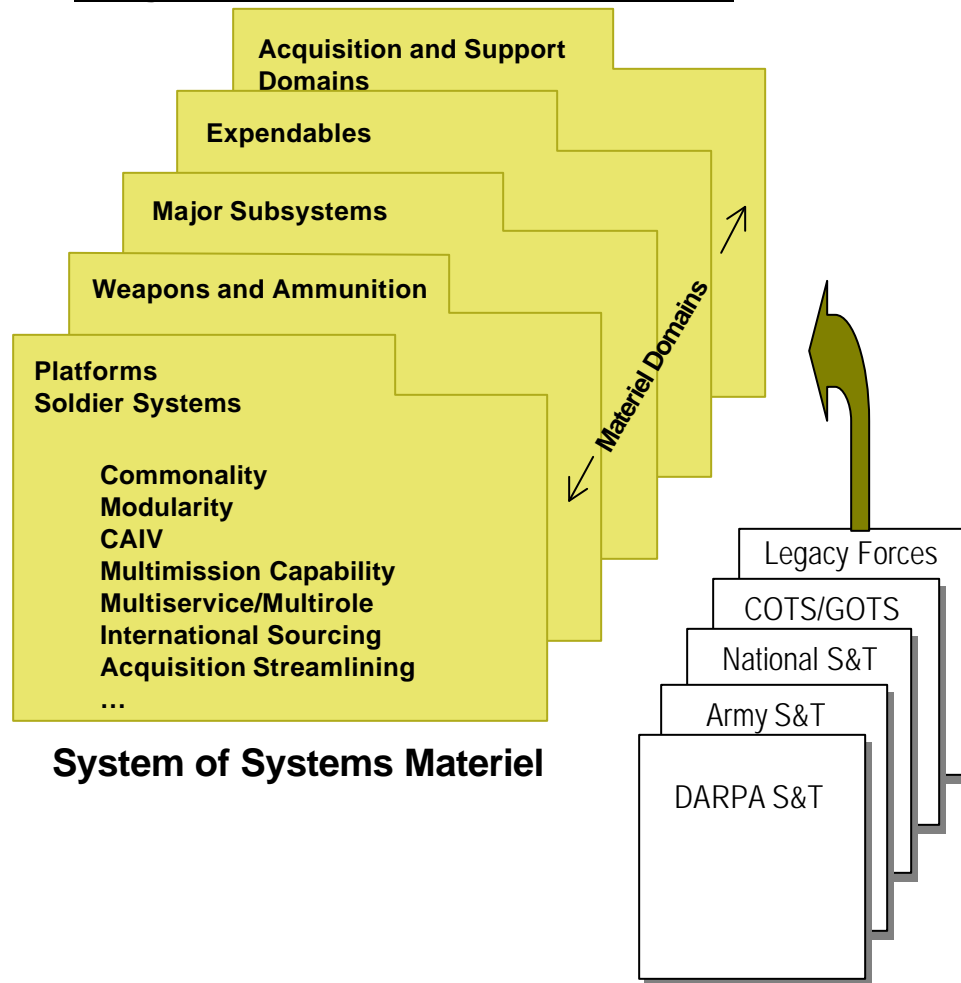 Acquisition and Support
Domains
Expendables
Major Subsystems
Weapons and Ammunition
Platforms
Soldier Systems
Commonality
Modularity
CAIV
Multimission Capability
Multiservice/Multirole
International Sourcing
Acquisition Streamlining
…
Materiel Domains
System of Systems Materiel
Legacy Forces
COTS/GOTS
National S&T
Army S&T
DARPA S&T